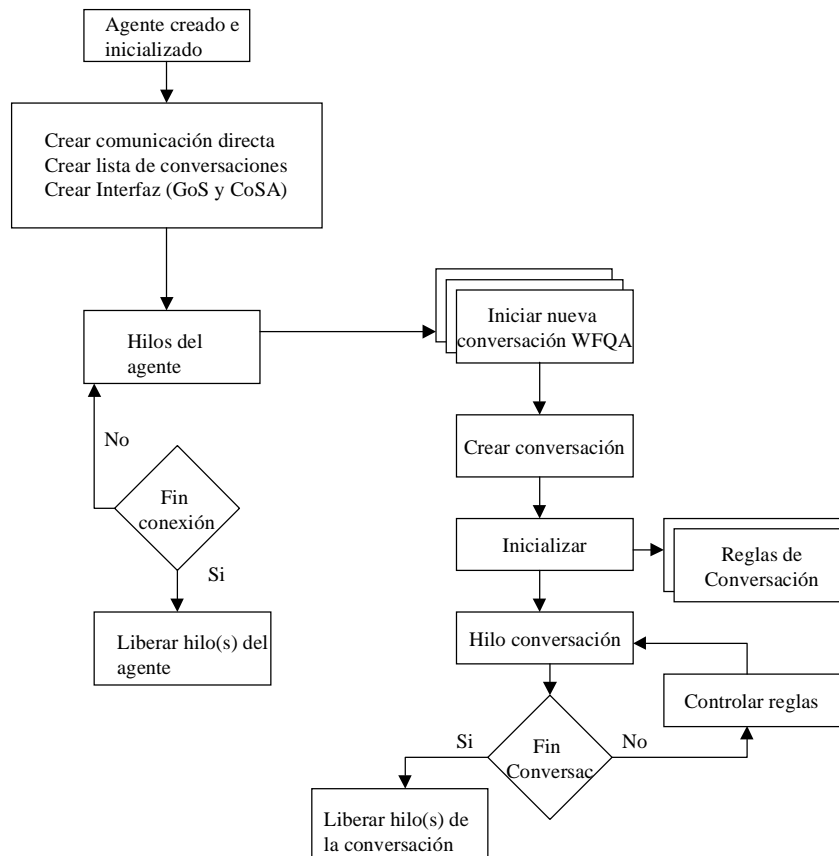 Agente creado e
inicializado
Crear comunicación directa
Crear lista de conversaciones
Crear Interfaz (GoS y CoSA)
Hilos del
agente
Iniciar nueva
conversación WFQA
No
Crear conversación
Fin
conexión
Si
Inicializar
Reglas de
Conversación
Liberar hilo(s) del
agente
Hilo conversación
Controlar reglas
Si
Fin
Conversac
No
Liberar hilo(s) de
la conversación